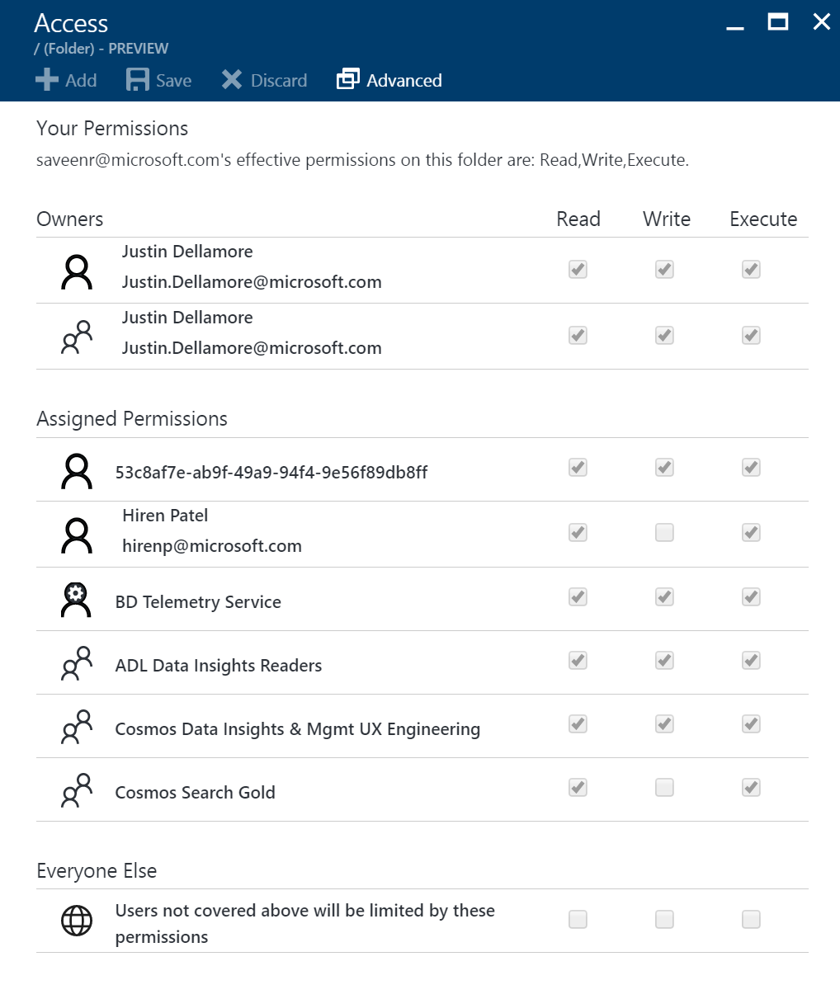 Access
/ (Folder) - PREVIEW
Add Save Discard Advanced
Your Permissions
saveenr@microsoft.com's effective permissions on this folder are: Read,Write,Execute.
Owners Read Write Execute
Justin Dellamore
Justin.Dellamore@microsoft.com
Justin Dellamore
Justin.Dellamore@microsoft.com
Assigned Permissions
53c8af7e-ab9f-49a9-94f4-9e56f89db8ff
Hiren Patel
hirenp@microsoft.com
BD Telemetry Service
ADL Data Insights Readers
Cosmos Data Insights & Mgmt UX Engineering
Cosmos Search Gold
Everyone Else
Users not covered above will be limited by these
permissions